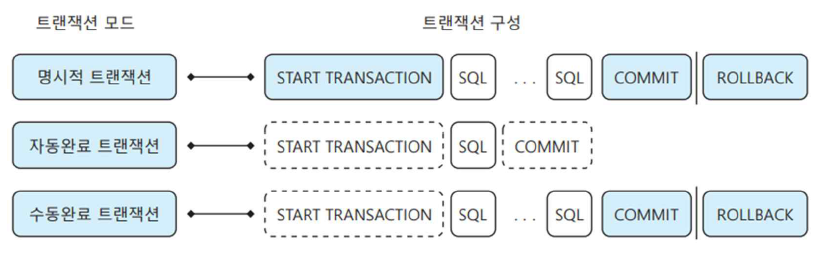 트랜잭션 모드 트랜잭션 구성
명시적 트랜잭션 START TRANSACTION SQL ... SQL COMMIT ROLLBACK
자동완료 트랜잭션 START TRANSACTION SQL COMMIT
수동완료 트랜잭션 START TRANSACTION SQL ... SQL COMMIT ROLLBACK